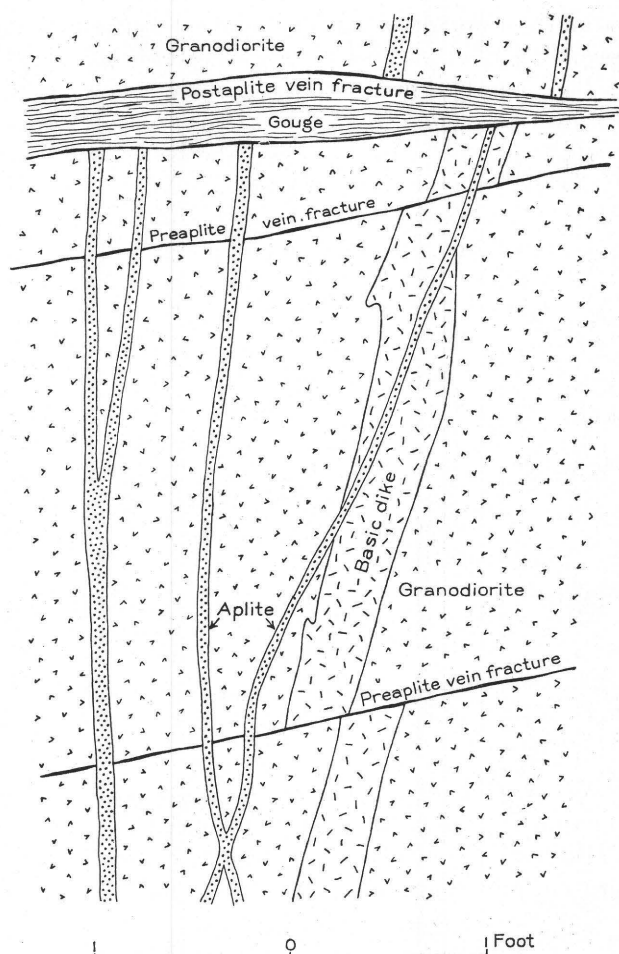 Granodiorite
Postaplite vein fracture
Gouge
Preaplite vein fracture
Basic dike
Granodiorite
Aplite
Preaplite vein fracture
1 0 1 Foot